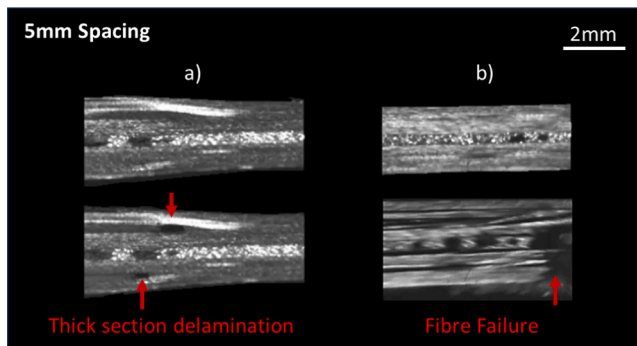 5mm Spacing
2mm
a)
b)
Thick section delamination
Fibre Failure